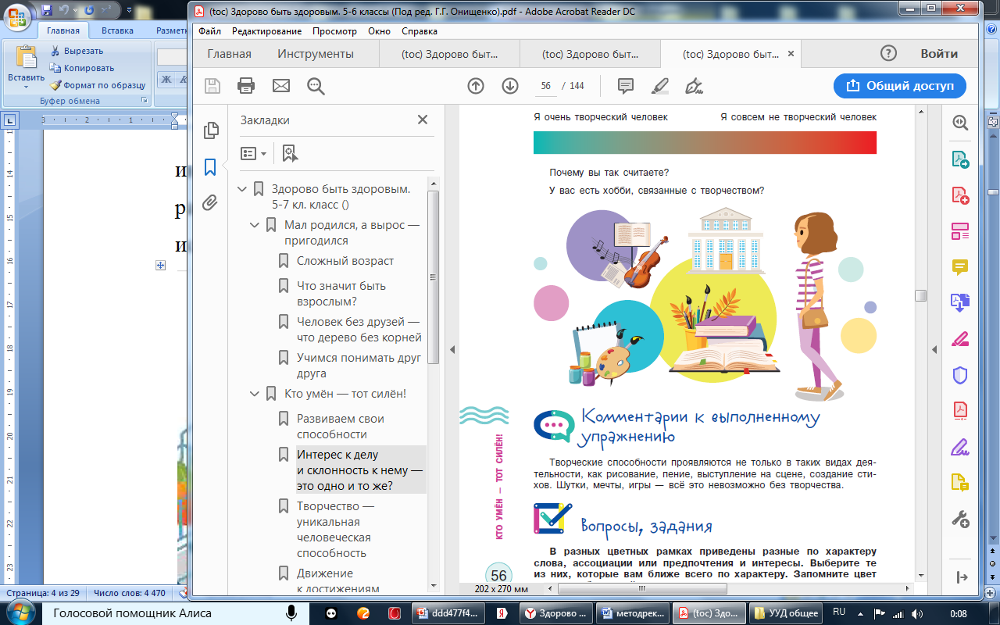 (toc) Здорово быть здоровым. 5-6 классы (Под ред. Г.Г. Онищенко).pdf - Adobe Acrobat Reader DC
Главная Вставка
Вырезать
Копировать
Формат по образцу
Вставить
Буфер обмена
Файл Редактирование Просмотр Окно Справка
Главная Инструменты (toc) Здорово быт... (toc) Здорово быт... (toc) Здорово быт... Войти
56 / 144 Общий доступ
Закладки
Здорово быть здоровым.
5-7 кл. класс ()
Мал родился, а вырос —
пригодился
Сложный возраст
Что значит быть
взрослым?
Человек без друзей —
что дерево без корней
Учимся понимать друг
друга
Кто умён — тот силён!
Развиваем свои
способности
Интерес к делу
и склонность к нему —
это одно и то же?
Творчество —
уникальная
человеческая
способность
Движение
к достижениям
Я очень творческий человек Я совсем не творческий человек
Почему вы так считаете?
У вас есть хобби, связанные с творчеством?
Комментарии к выполненному
упражнению
Творческие способности проявляются не только в таких видах дея-
тельности, как рисование, пение, выступление на сцене, создание сти-
хов. Шутки, мечты, игры — всё это невозможно без творчества.
КТО УМЁН — ТОТ СИЛЁН!
Вопросы, задания
В разных цветных рамках приведены разные по характеру
слова, ассоциации или предпочтения и интересы. Выберите те
из них, которые вам ближе всего по характеру. Запомните цвет
56
202 x 270 мм
Страница: 4 из 29 Число слов: 4 470
Голосовой помощник Алиса
ddd477f4... Здорово ... методрек... (toc) Здо... УУД общее
RU 0:08